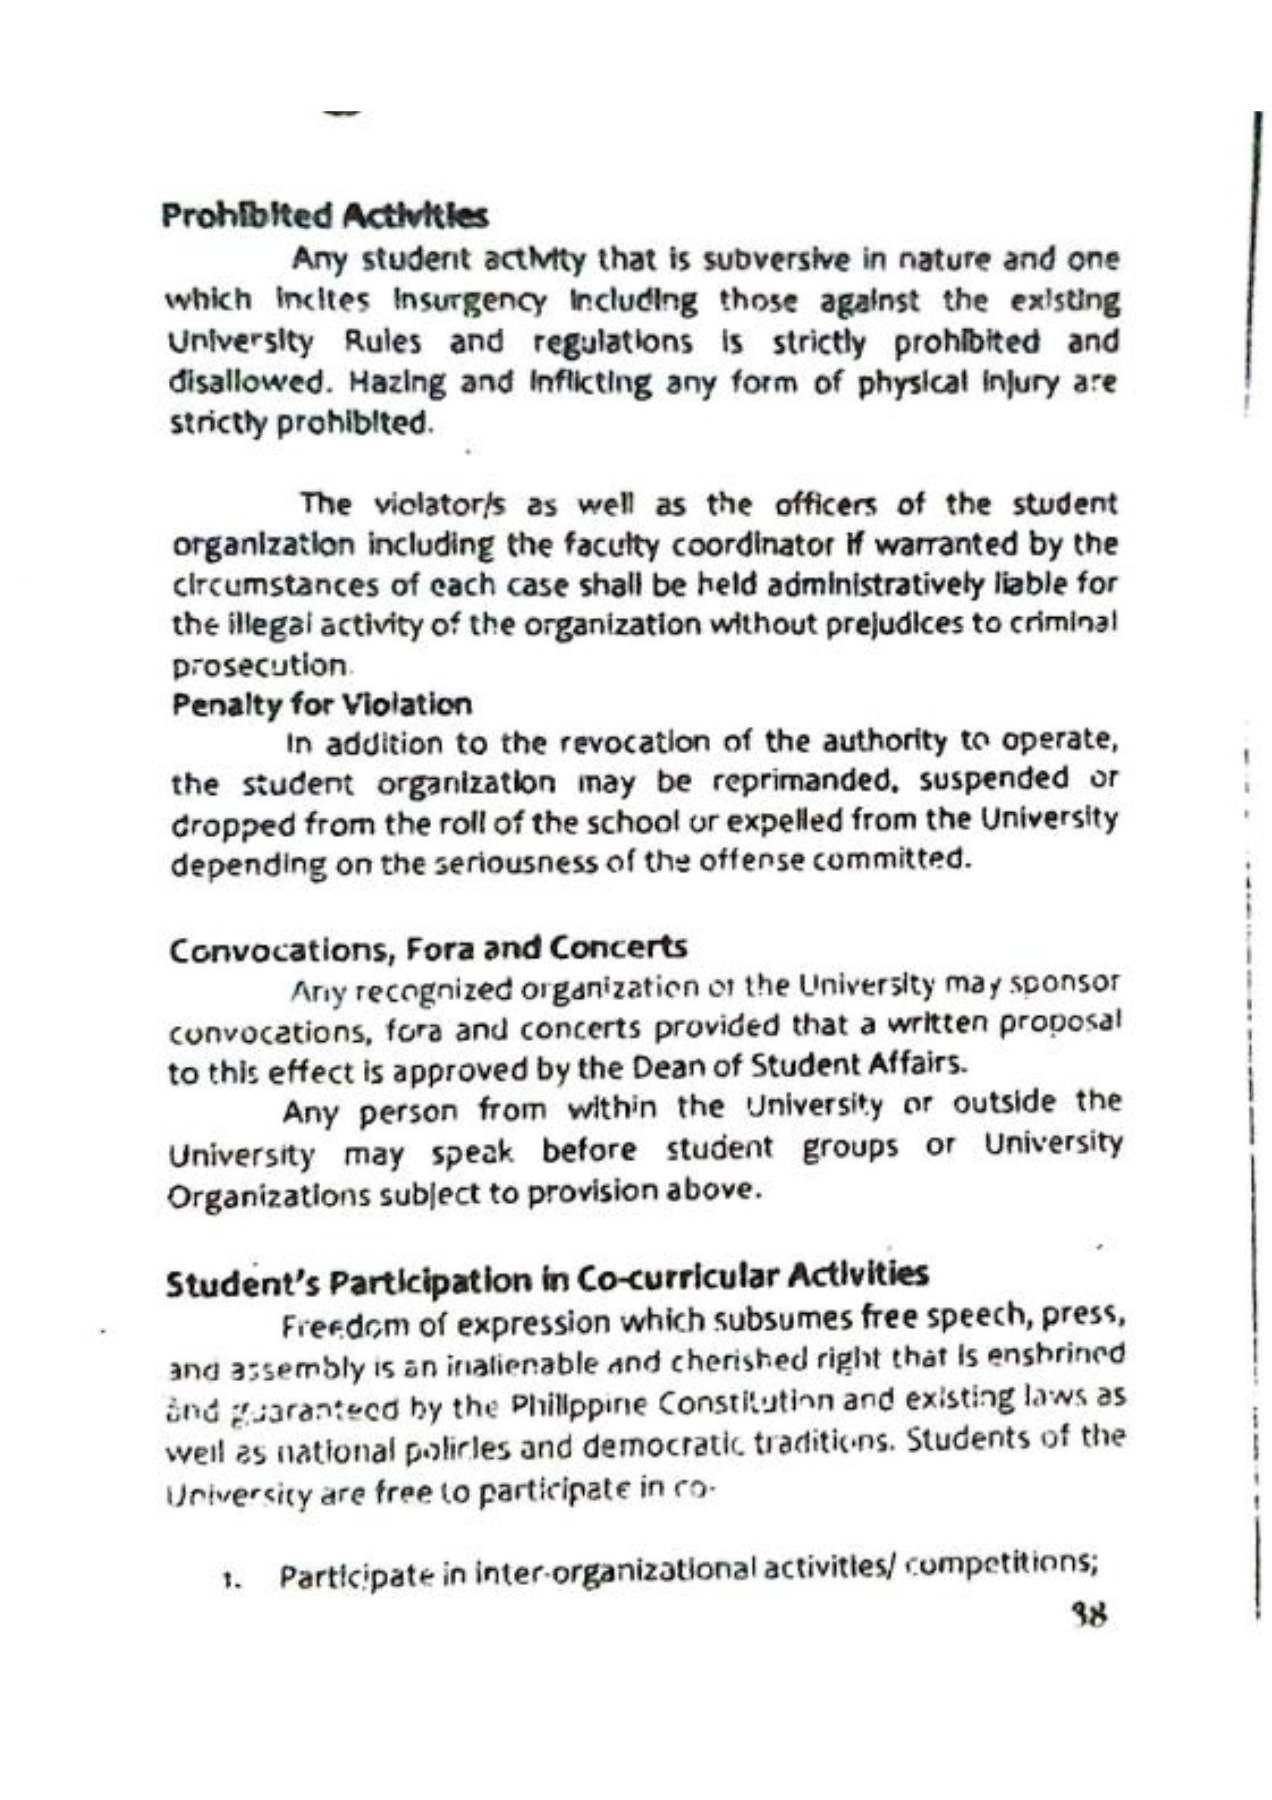 Prohibited Activities
Any student activity that is subversive in nature and one
which incites insurgency including those against the existing
University Rules and regulations is strictly prohibited and
disallowed. Hazing and inflicting any form of physical injury are
strictly prohibited.
The violator/s as well as the officers of the student
organization including the faculty coordinator if warranted by the
circumstances of each case shall be held administratively liable for
the illegal activity of the organization without prejudices to criminal
prosecution.
Penalty for Violation
In addition to the revocation of the authority to operate,
the student organization may be reprimanded, suspended or
dropped from the roll of the school or expelled from the University
depending on the seriousness of the offense committed.
Convocations, Fora and Concerts
Any recognized organization of the University may sponsor
convocations, fora and concerts provided that a written proposal
to this effect is approved by the Dean of Student Affairs.
Any person from within the University or outside the
University may speak before student groups or University
Organizations subject to provision above.
Student's Participation in Co-curricular Activities
Freedom of expression which subsumes free speech, press,
and assembly is an inalienable and cherished right that is enshrined
and guaranteed by the Philippine Constitution and existing laws as
well as national policies and democratic traditions. Students of the
University are free to participate in co-
1. Participate in inter-organizational activities/ competitions;